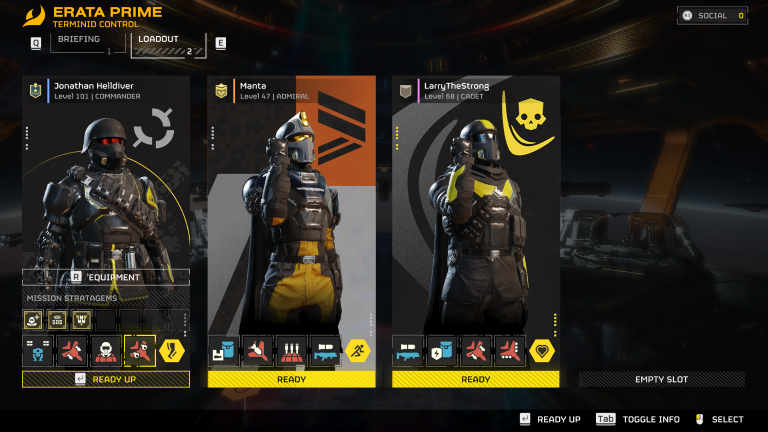 ERATA PRIME
TERMINID CONTROL
SOCIAL 0
Q
BRIEFING
1
LOADOUT
2
E
Jonathan Helldiver
Level 101 | COMMANDER
Manta
Level 47 | ADMIRAL
LarryTheStrong
Level 68 | CADET
R EQUIPMENT
MISSION STRATAGEMS
SOS
READY UP
READY
READY
EMPTY SLOT
READY UP
Tab TOGGLE INFO
SELECT